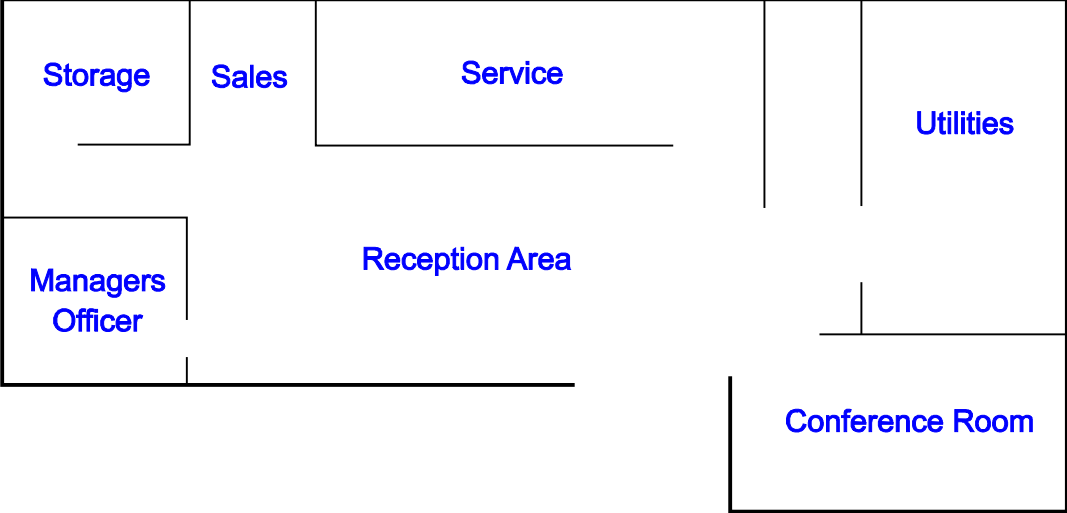 Storage
Sales
Service
Utilities
Reception Area
Managers
Officer
Conference Room